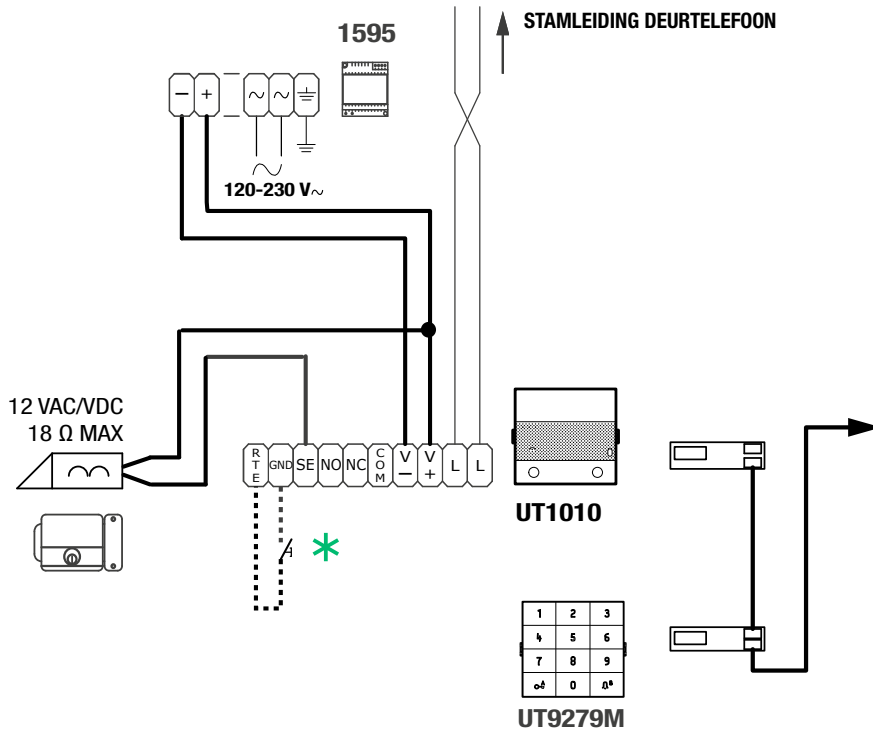 STAMLEIDING DEURTELEFOON
1595
− + ~ ~
120-230 V~
12 VAC/VDC
18 Ω MAX
RTE GND SE NO NC COM V− V+ L L
UT1010
*
1 2 3
4 5 6
7 8 9
0
UT9279M